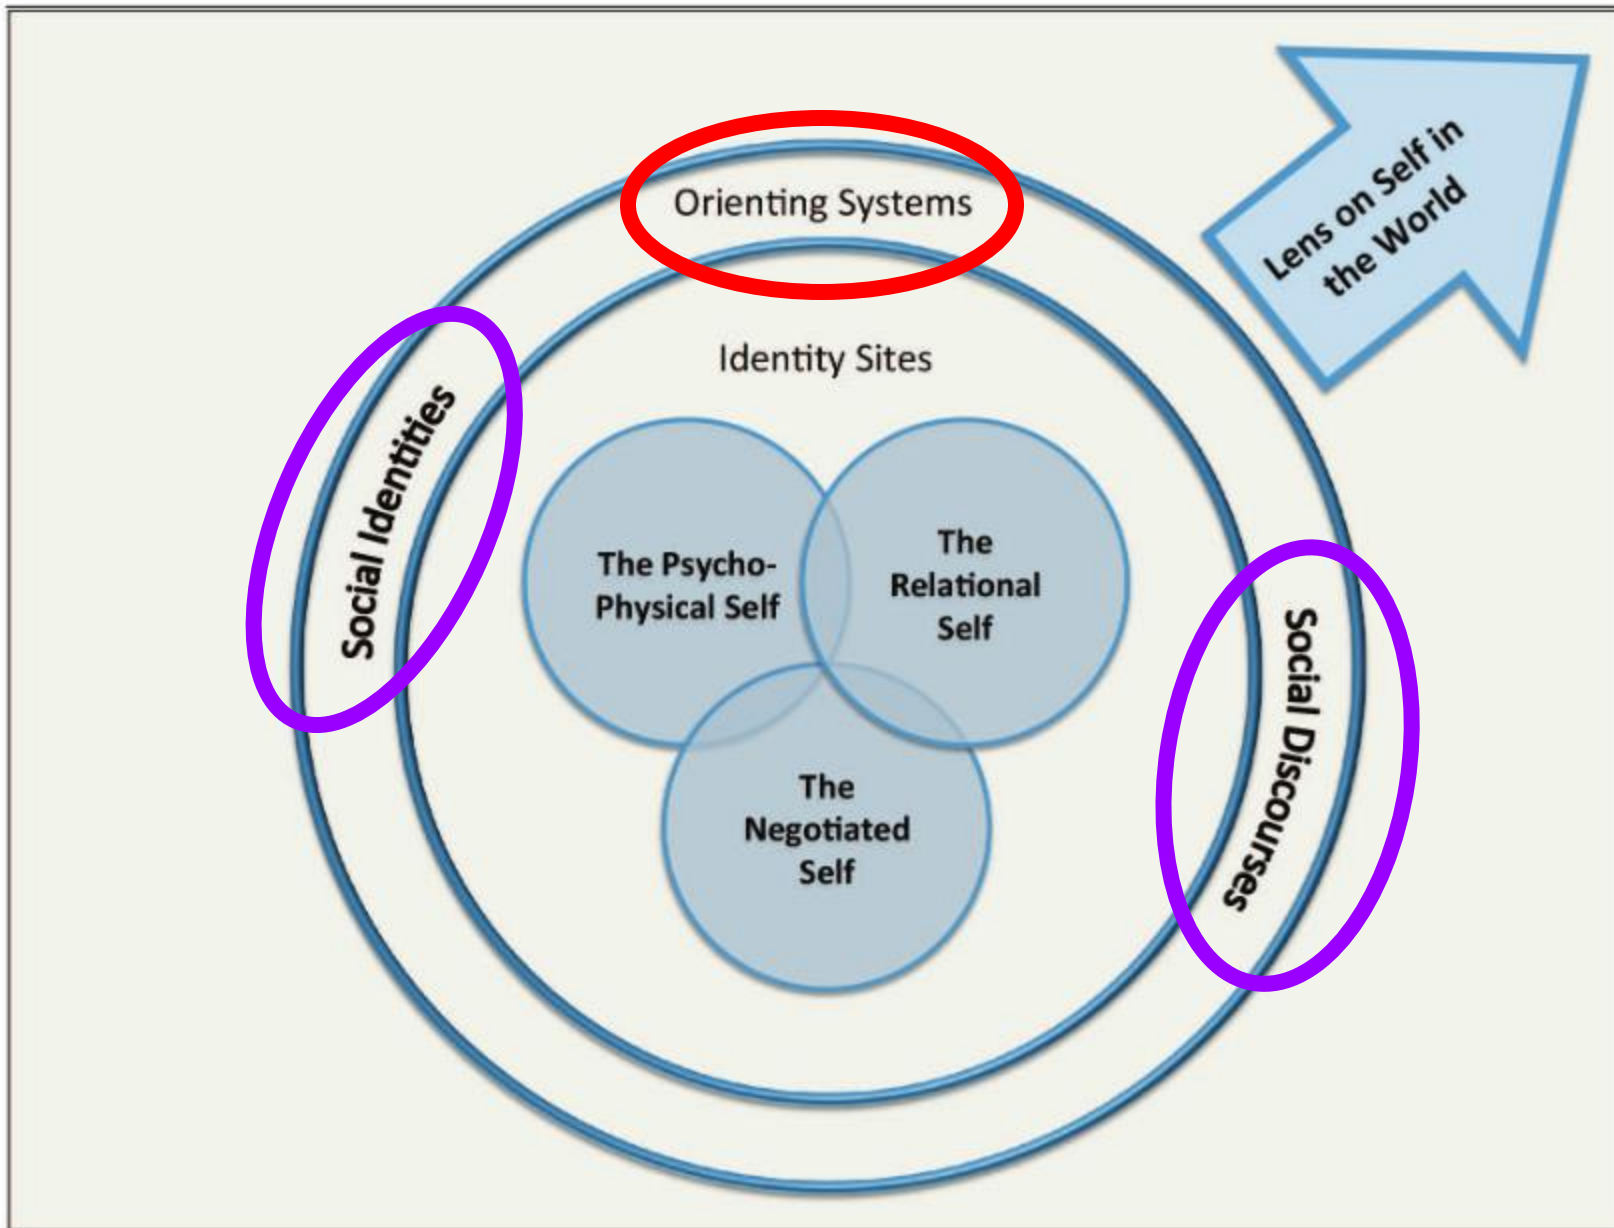 Lens on Self in
the World
Orienting Systems
Identity Sites
Social Identities
The Psycho-
Physical Self
The
Relational
Self
Social Discourses
The
Negotiated
Self